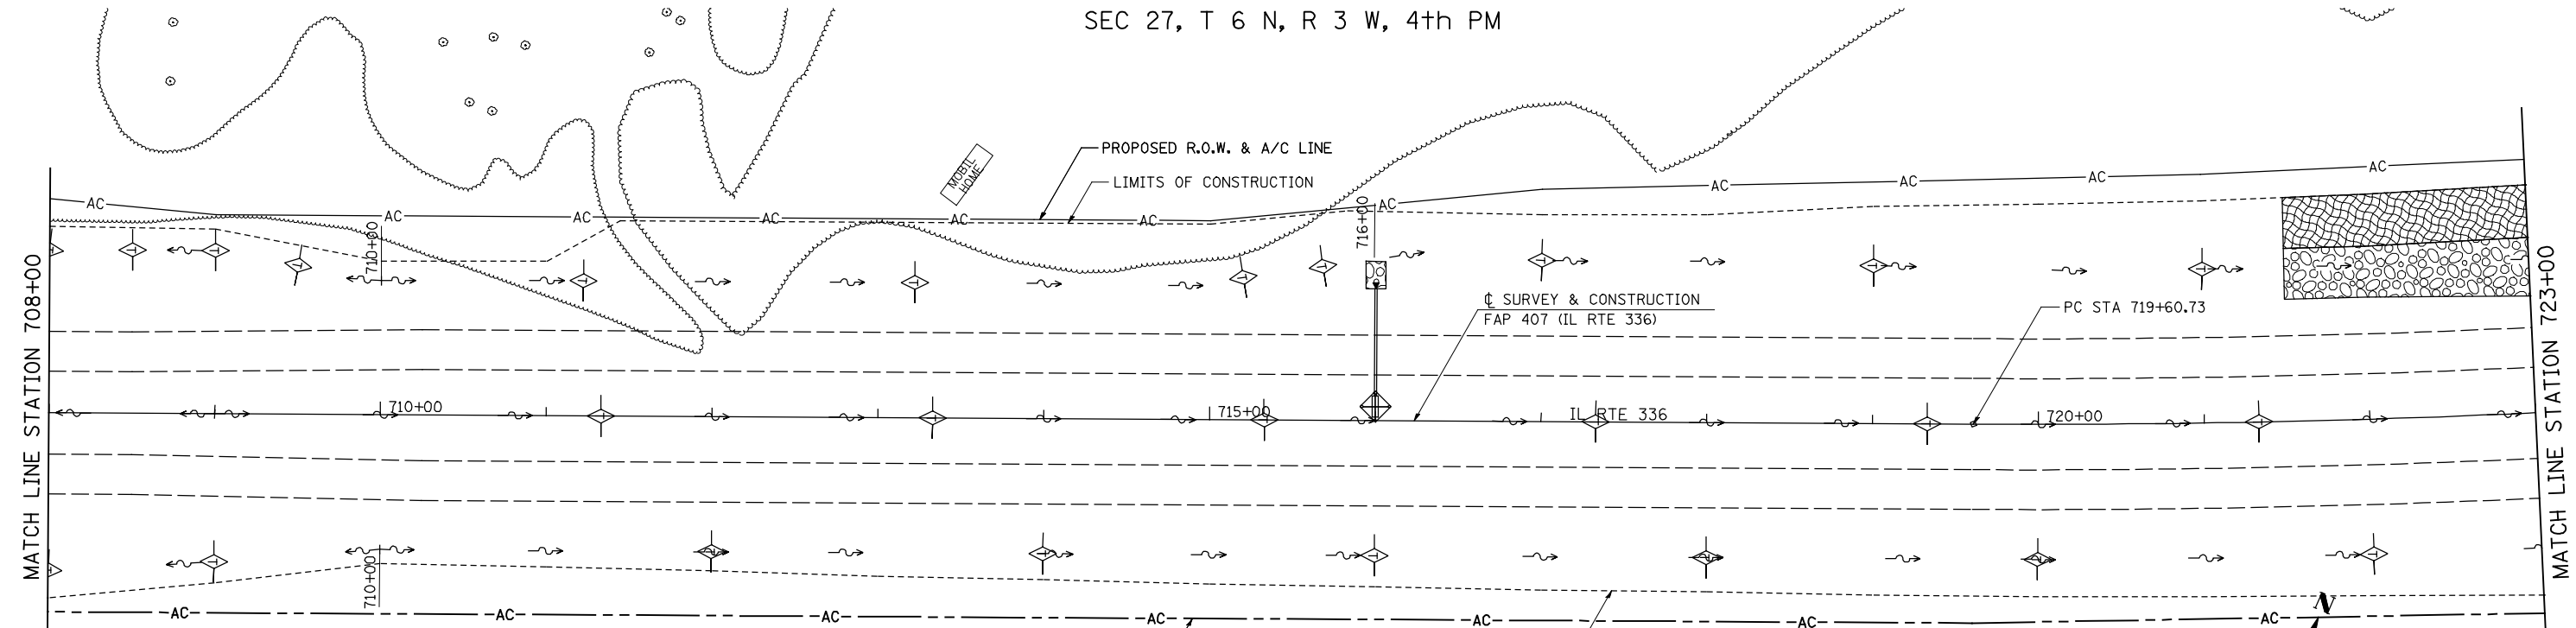 SEC 27, T 6 N, R 3 W, 4th PM
PROPOSED R.O.W. & A/C LINE
LIMITS OF CONSTRUCTION
MOBIL
HOME
AC
AC
AC
AC
AC
AC
AC
AC
AC
AC
AC
710+00
716+00
℄ SURVEY & CONSTRUCTION
FAP 407 (IL RTE 336)
PC STA 719+60.73
MATCH LINE STATION 708+00
MATCH LINE STATION 723+00
710+00
715+00
IL RTE 336
720+00
710+00
AC
AC
AC
AC
AC
AC
AC
N